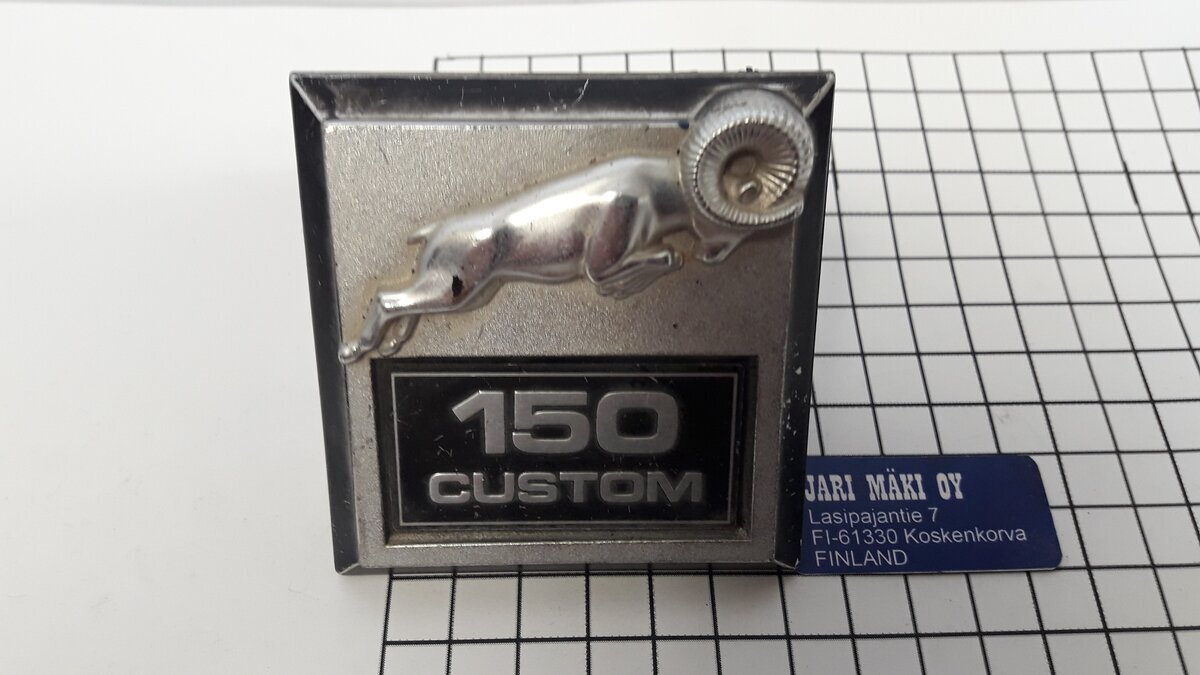 150
CUSTOM
JARI MÄKI OY
Lasipajantie 7
FI-61330 Koskenkorva
FINLAND